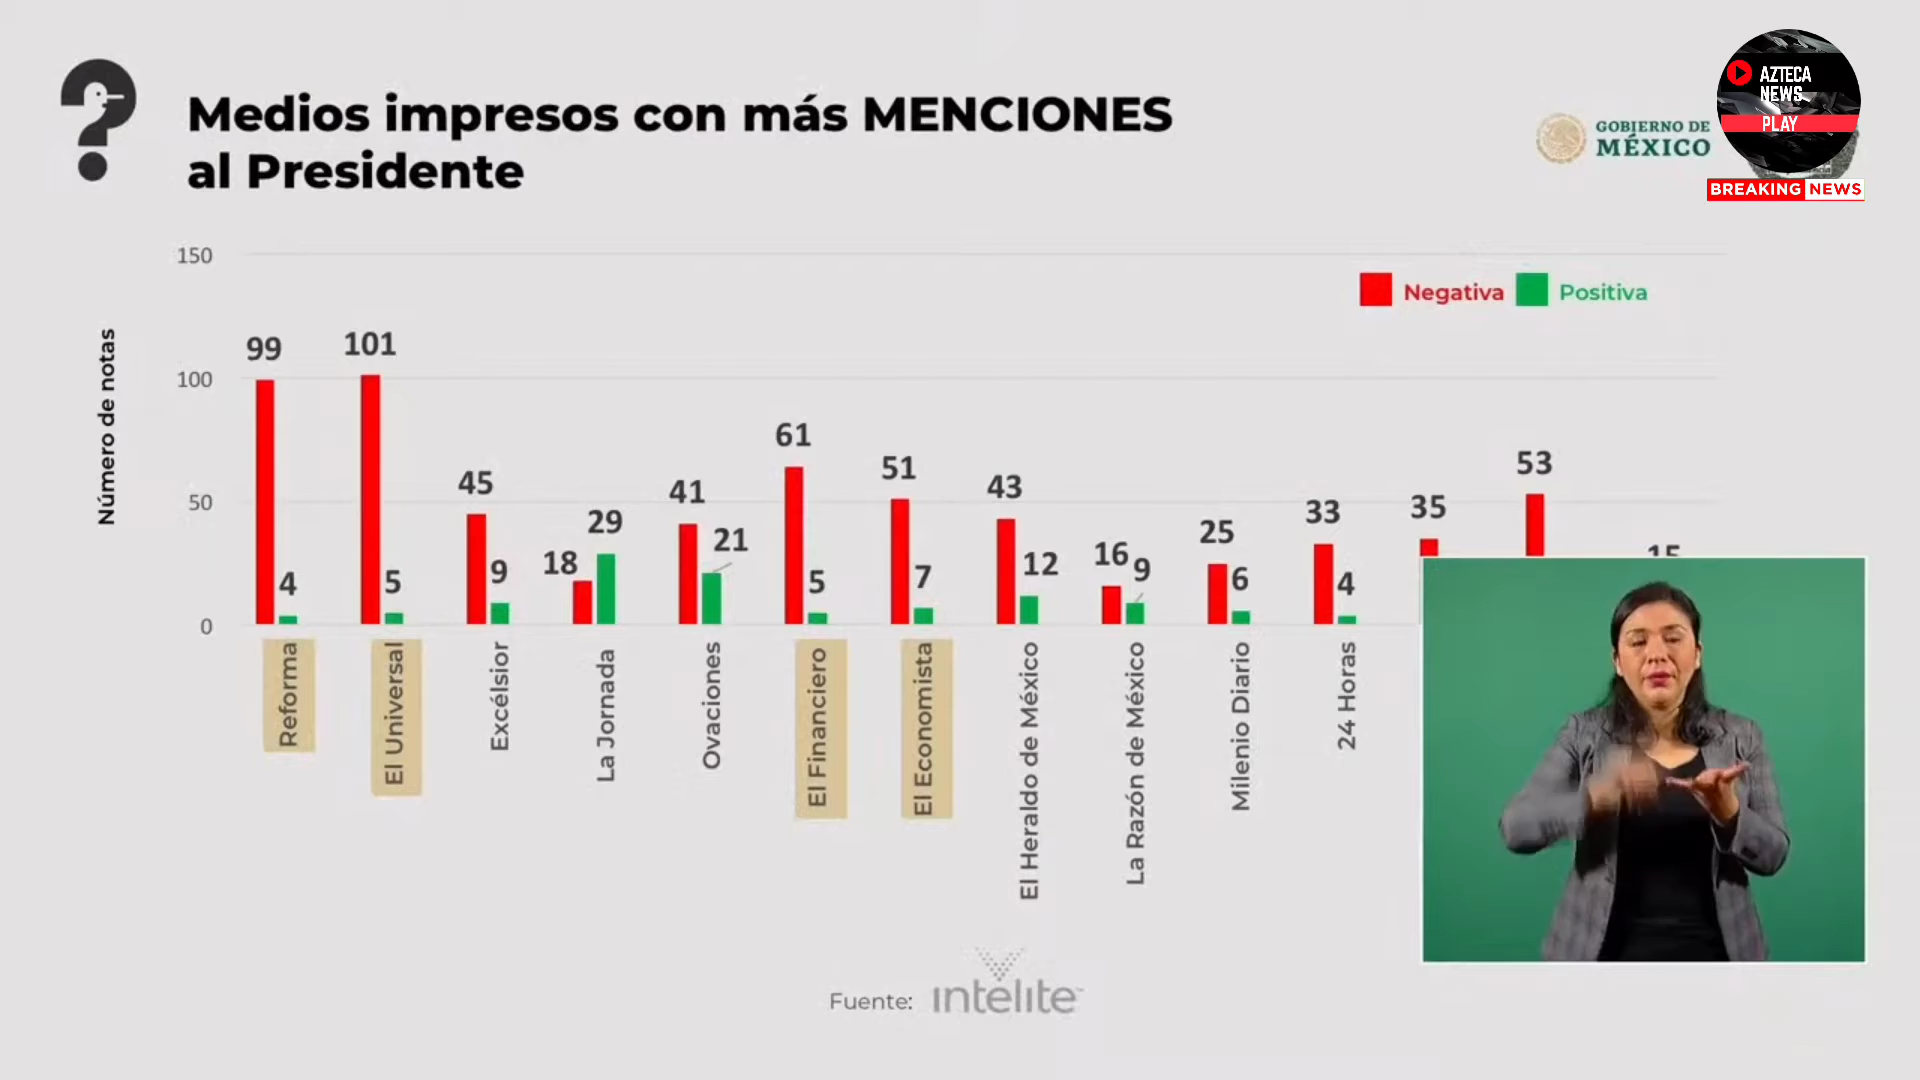 Medios impresos con más MENCIONES
al Presidente
GOBIERNO DE
MÉXICO
AZTECA
NEWS
PLAY
BREAKING NEWS
Número de notas
150
100
50
0
Negativa
Positiva
99
4
101
5
45
9
18
29
41
21
61
5
51
7
43
12
16
9
25
6
33
4
35
53
15
Reforma
El Universal
Excélsior
La Jornada
Ovaciones
El Financiero
El Economista
El Heraldo de México
La Razón de México
Milenio Diario
24 Horas
Fuente: intelite